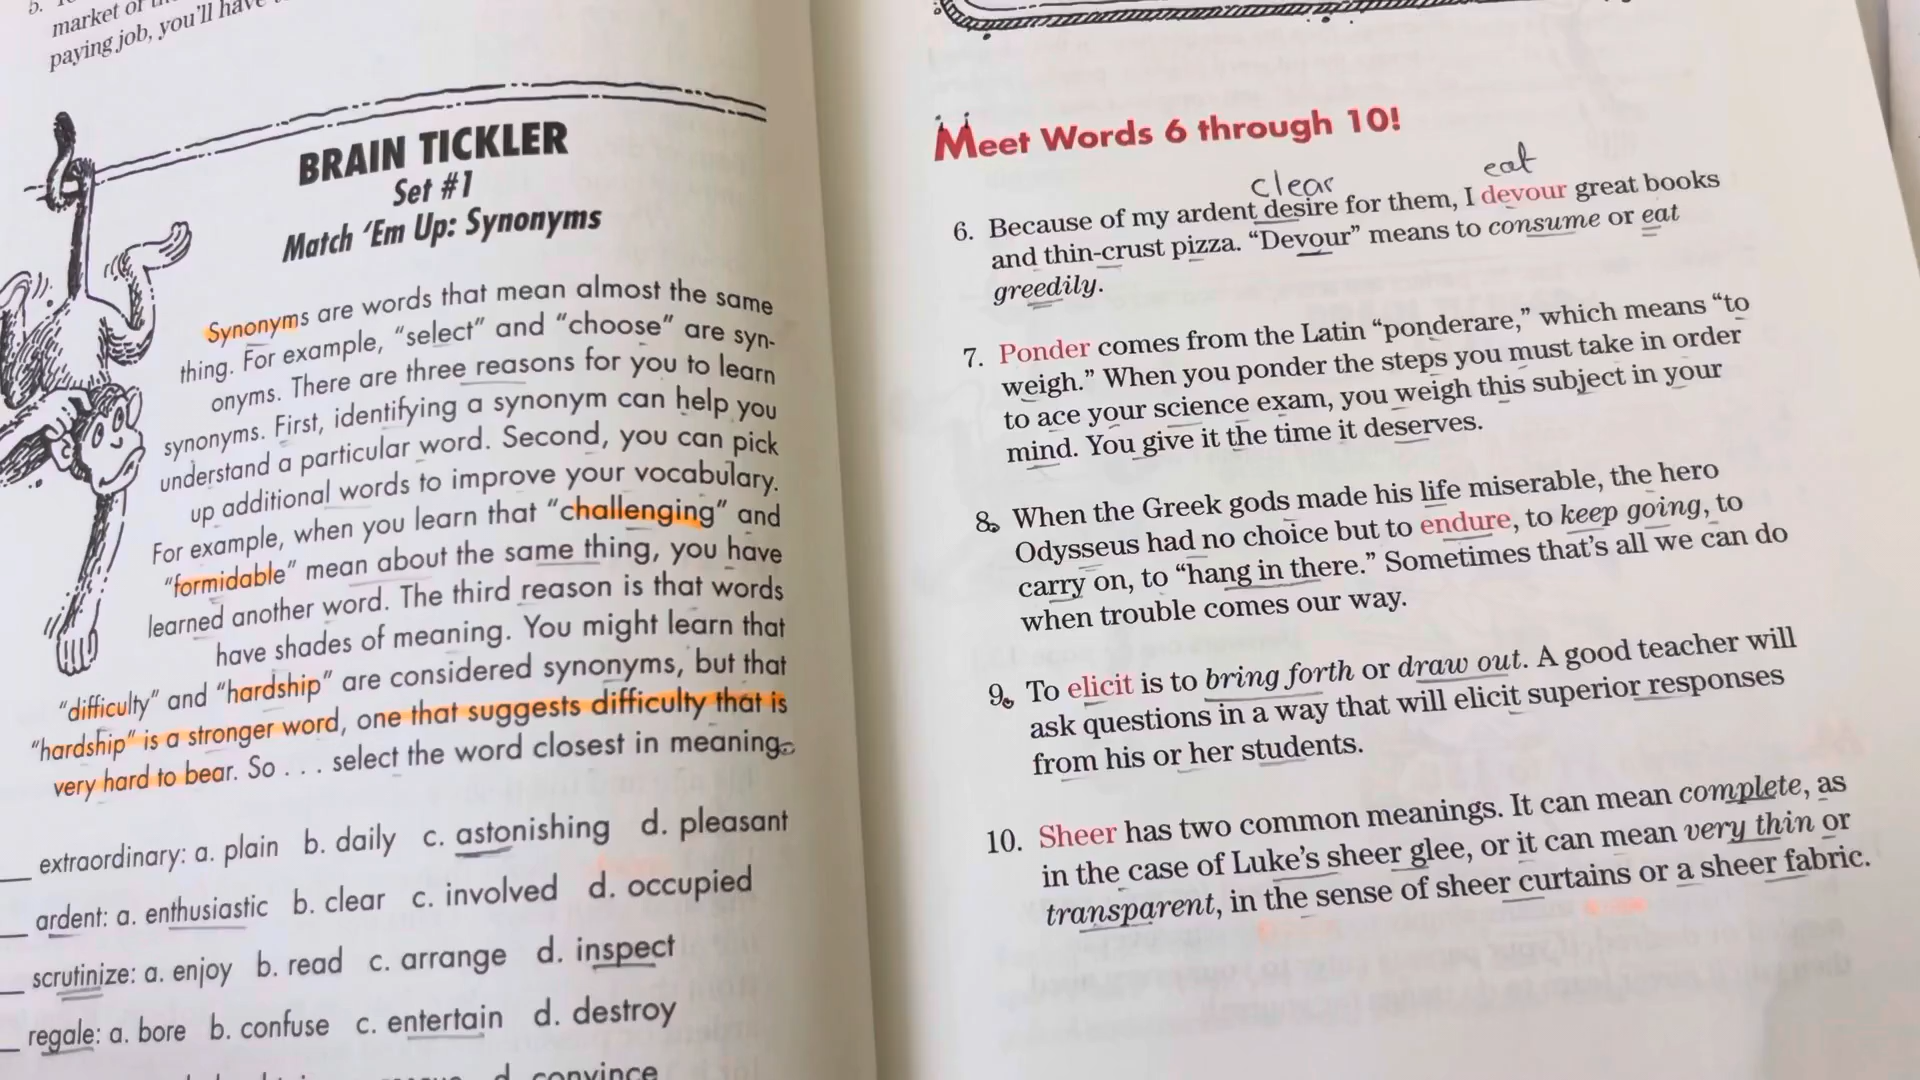 5.
market of
paying job, you'll have
BRAIN TICKLER
Set #1
Match 'Em Up: Synonyms
Synonyms are words that mean almost the same
thing. For example, "select" and "choose" are syn-
onyms. There are three reasons for you to learn
synonyms. First, identifying a synonym can help you
understand a particular word. Second, you can pick
up additional words to improve your vocabulary.
For example, when you learn that "challenging" and
"formidable" mean about the same thing, you have
learned another word. The third reason is that words
have shades of meaning. You might learn that
"difficulty" and "hardship" are considered synonyms, but that
"hardship" is a stronger word, one that suggests difficulty that is
very hard to bear. So . . . select the word closest in meaning.
extraordinary: a. plain b. daily c. astonishing d. pleasant
ardent: a. enthusiastic b. clear c. involved d. occupied
scrutinize: a. enjoy b. read c. arrange d. inspect
regale: a. bore b. confuse c. entertain d. destroy
d. convince
Meet Words 6 through 10!
clear eat
6. Because of my ardent desire for them, I devour great books
and thin-crust pizza. "Devour" means to consume or eat
greedily.
7. Ponder comes from the Latin "ponderare," which means "to
weigh." When you ponder the steps you must take in order
to ace your science exam, you weigh this subject in your
mind. You give it the time it deserves.
8. When the Greek gods made his life miserable, the hero
Odysseus had no choice but to endure, to keep going, to
carry on, to "hang in there." Sometimes that's all we can do
when trouble comes our way.
9. To elicit is to bring forth or draw out. A good teacher will
ask questions in a way that will elicit superior responses
from his or her students.
10. Sheer has two common meanings. It can mean complete, as
in the case of Luke's sheer glee, or it can mean very thin or
transparent, in the sense of sheer curtains or a sheer fabric.